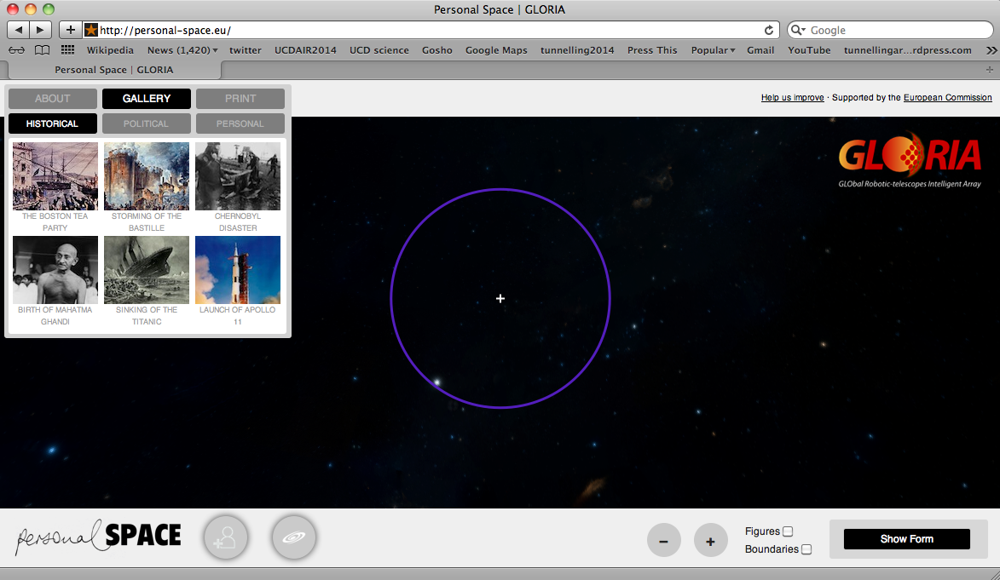 Personal Space | GLORIA
http://personal-space.eu/
Google
Wikipedia News (1,420) twitter UCDAIR2014 UCD science Gosho Google Maps tunnelling2014 Press This Popular Gmail YouTube tunnellingar...rdpress.com
Personal Space | GLORIA
ABOUT GALLERY PRINT
Help us improve · Supported by the European Commission
HISTORICAL POLITICAL PERSONAL
THE BOSTON TEA
PARTY
STORMING OF THE
BASTILLE
CHERNOBYL
DISASTER
BIRTH OF MAHATMA
GHANDI
SINKING OF THE
TITANIC
LAUNCH OF APOLLO
11
GLORIA
GLObal Robotic-telescopes Intelligent Array
personal SPACE
Figures
Boundaries
Show Form